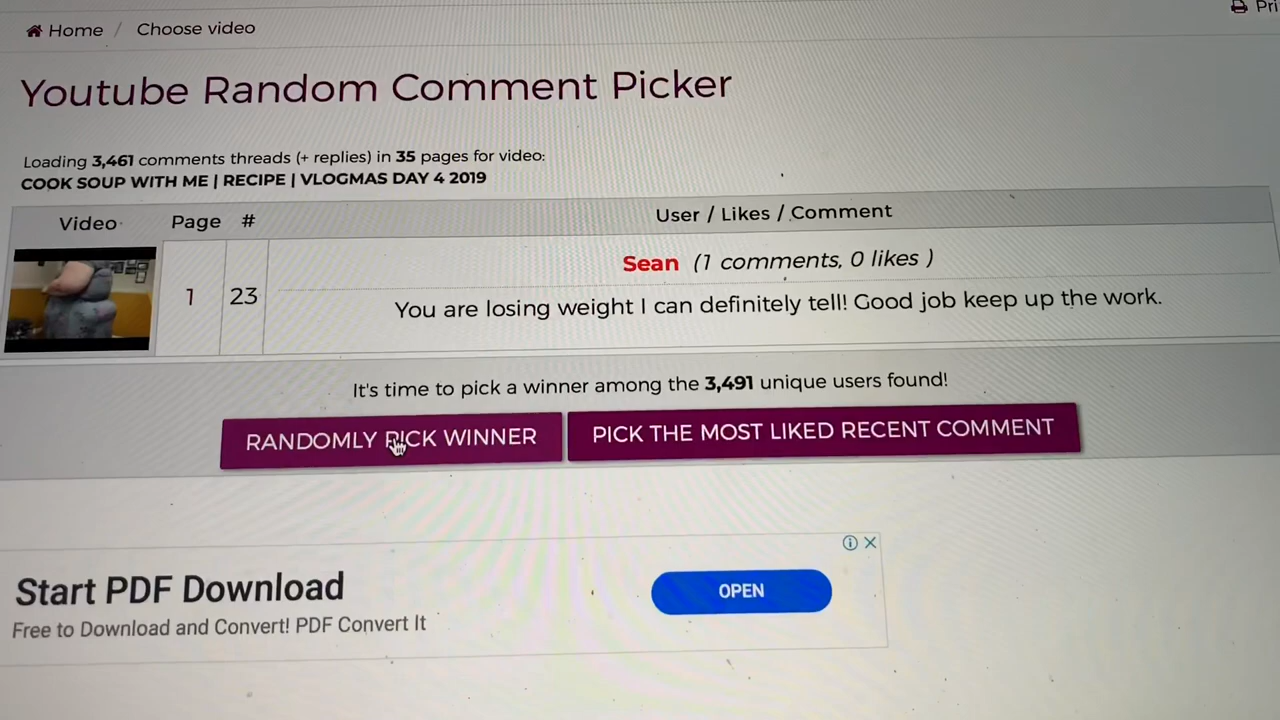 Home / Choose video
Pri
Youtube Random Comment Picker
Loading 3,461 comments threads (+ replies) in 35 pages for video:
COOK SOUP WITH ME | RECIPE | VLOGMAS DAY 4 2019
Video Page # User / Likes / Comment
Sean (1 comments, 0 likes )
1 23
You are losing weight I can definitely tell! Good job keep up the work.
It's time to pick a winner among the 3,491 unique users found!
RANDOMLY PICK WINNER PICK THE MOST LIKED RECENT COMMENT
Start PDF Download
OPEN
Free to Download and Convert! PDF Convert It